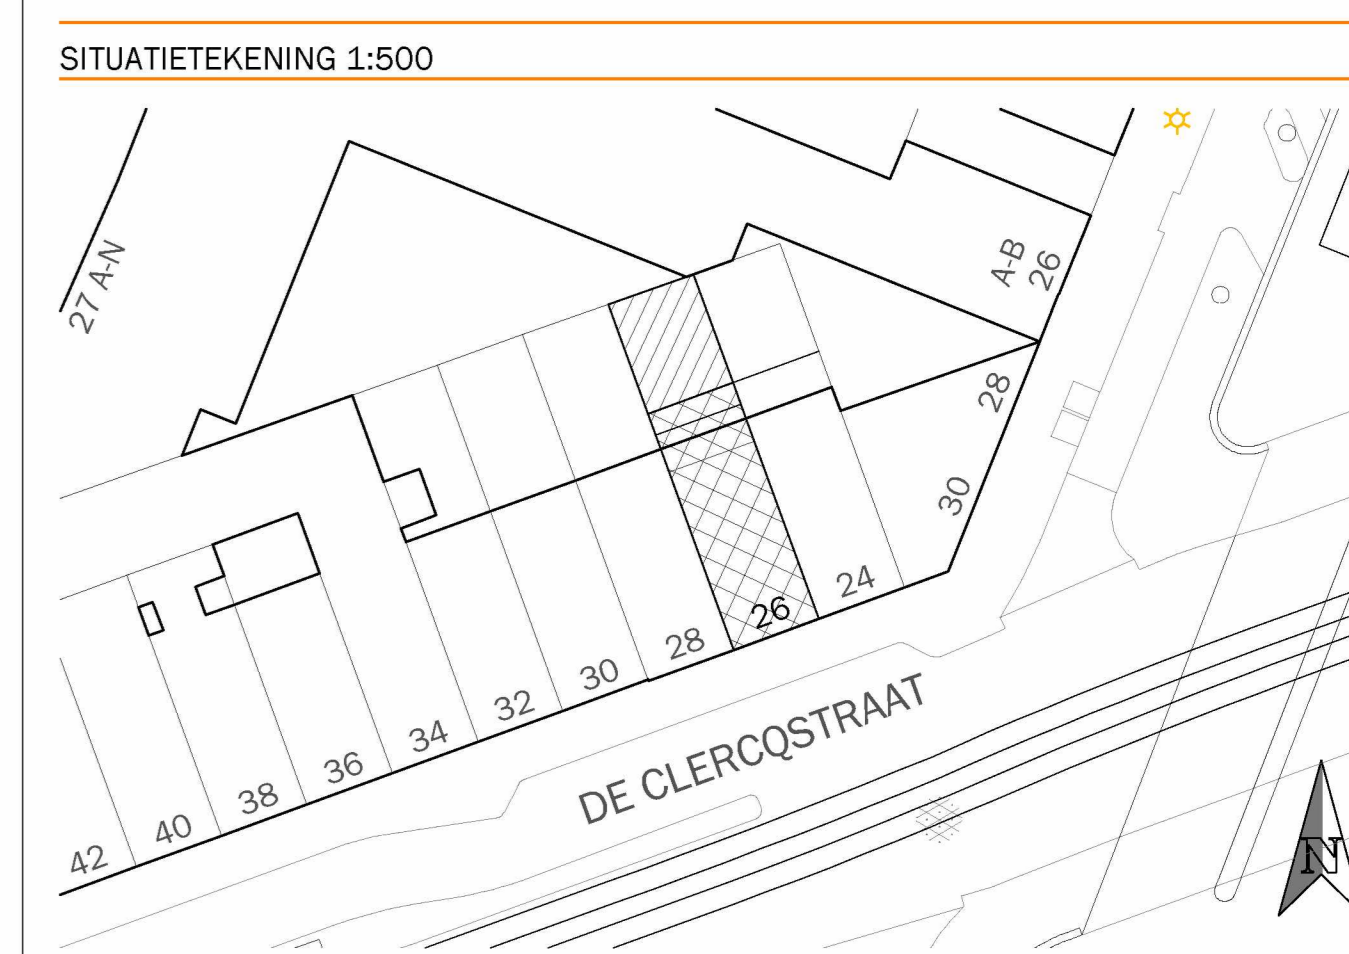 SITUATIETEKENING 1:500
27 A-N
A-B
26
28
30
24
26
28
30
32
34
36
38
40
42
DE CLERCQSTRAAT
N